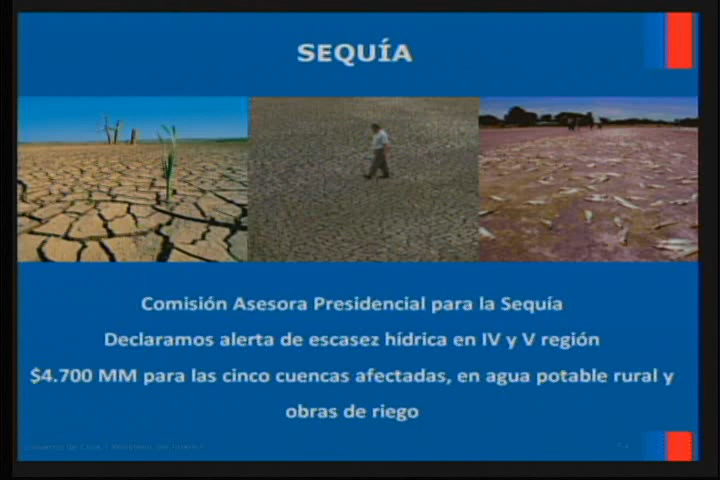 SEQUÍA
Comisión Asesora Presidencial para la Sequía
Declaramos alerta de escasez hídrica en IV y V región
$4.700 MM para las cinco cuencas afectadas, en agua potable rural y
obras de riego